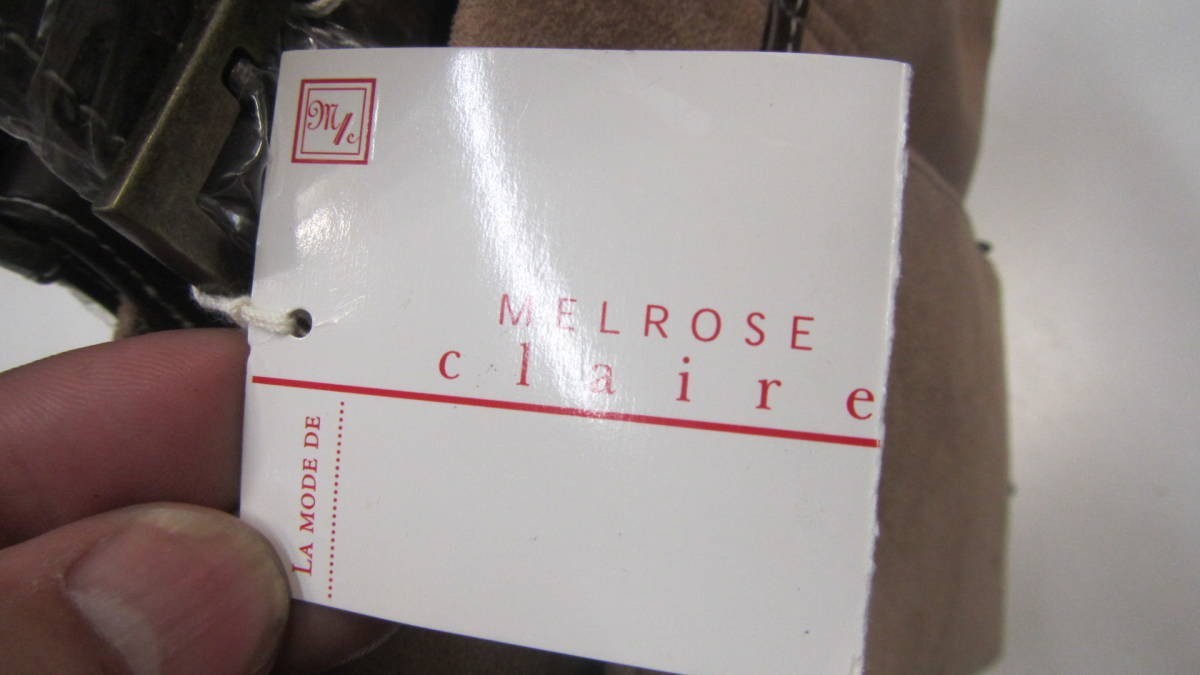 M/c
MELROSE
claire
LA MODE DE